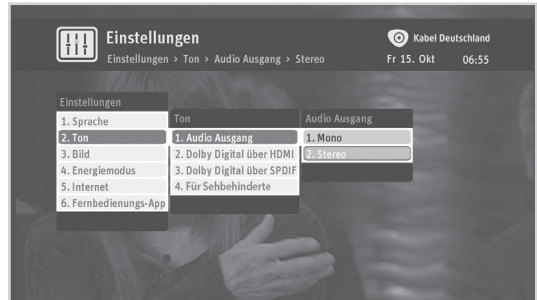 Einstellungen
Einstellungen > Ton > Audio Ausgang > Stereo
Kabel Deutschland
Fr 15. Okt 06:55
Einstellungen
1. Sprache
2. Ton
3. Bild
4. Energiemodus
5. Internet
6. Fernbedienungs-App
Ton
1. Audio Ausgang
2. Dolby Digital über HDMI
3. Dolby Digital über SPDIF
4. Für Sehbehinderte
Audio Ausgang
1. Mono
2. Stereo